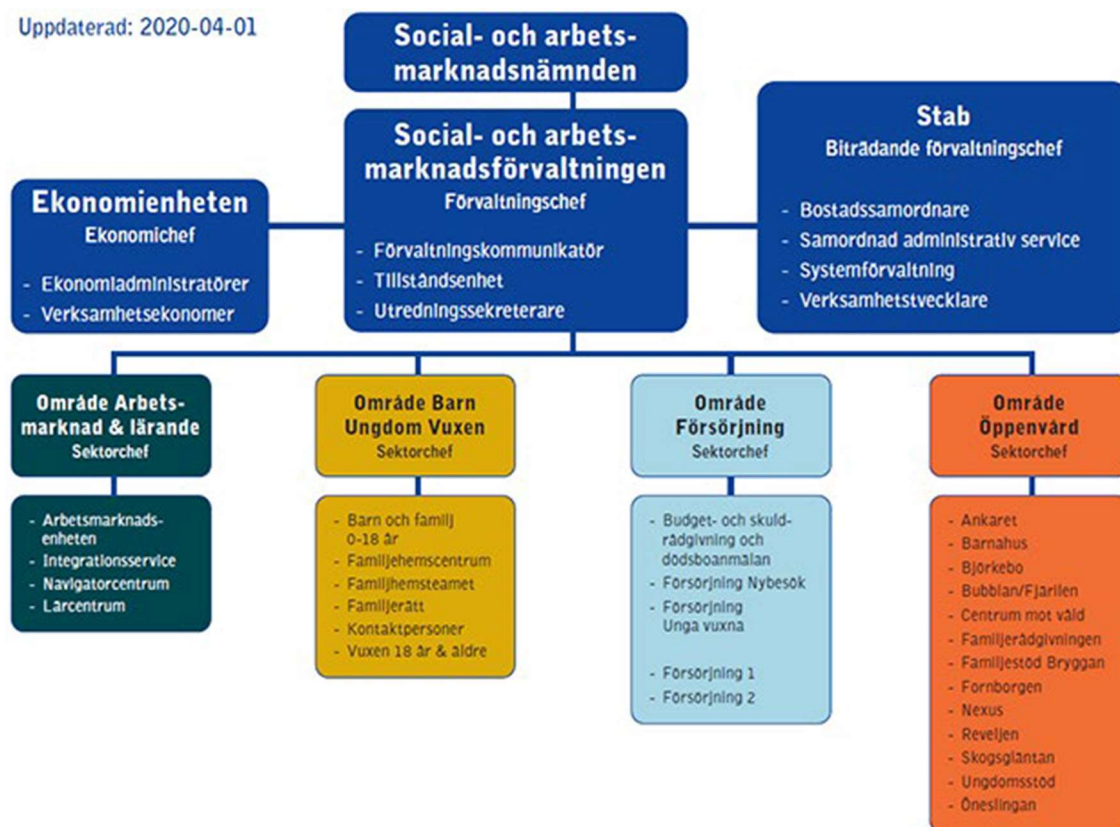 Uppdaterad: 2020-04-01
Social- och arbets-
marknadsnämnden
Social- och arbets-
marknadsförvaltningen
Förvaltningschef
- Förvaltningskommunikatör
- Tillståndsenhet
- Utredningssekreterare
Stab
Biträdande förvaltningschef
- Bostadssamordnare
- Samordnad administrativ service
- Systemförvaltning
- Verksamhetstvecklare
Ekonomienheten
Ekonomichef
- Ekonomiadministratörer
- Verksamhetsekonomer
Område Arbets-
marknad & lärande
Sektorchef
- Arbetsmarknads-
enheten
- Integrationsservice
- Navigatorcentrum
- Lärcentrum
Område Barn
Ungdom Vuxen
Sektorchef
- Barn och familj
0-18 år
- Familjehemscentrum
- Familjhemsteamet
- Familjerätt
- Kontaktpersoner
- Vuxen 18 år & äldre
Område
Försörjning
Sektorchef
- Budget- och skuld-
rådgivning och
dödsboanmälan
- Försörjning Nybesök
- Försörjning
Unga vuxna
- Försörjning 1
- Försörjning 2
Område
Öppenvård
Sektorchef
- Ankaret
- Barnahus
- Björkebo
- Bubblan/Fjärilen
- Centrum mot våld
- Familjerådgivningen
- Familjestöd Bryggan
- Fornborgen
- Nexus
- Reveljen
- Skogsgläntan
- Ungdomsstöd
- Öneslingan